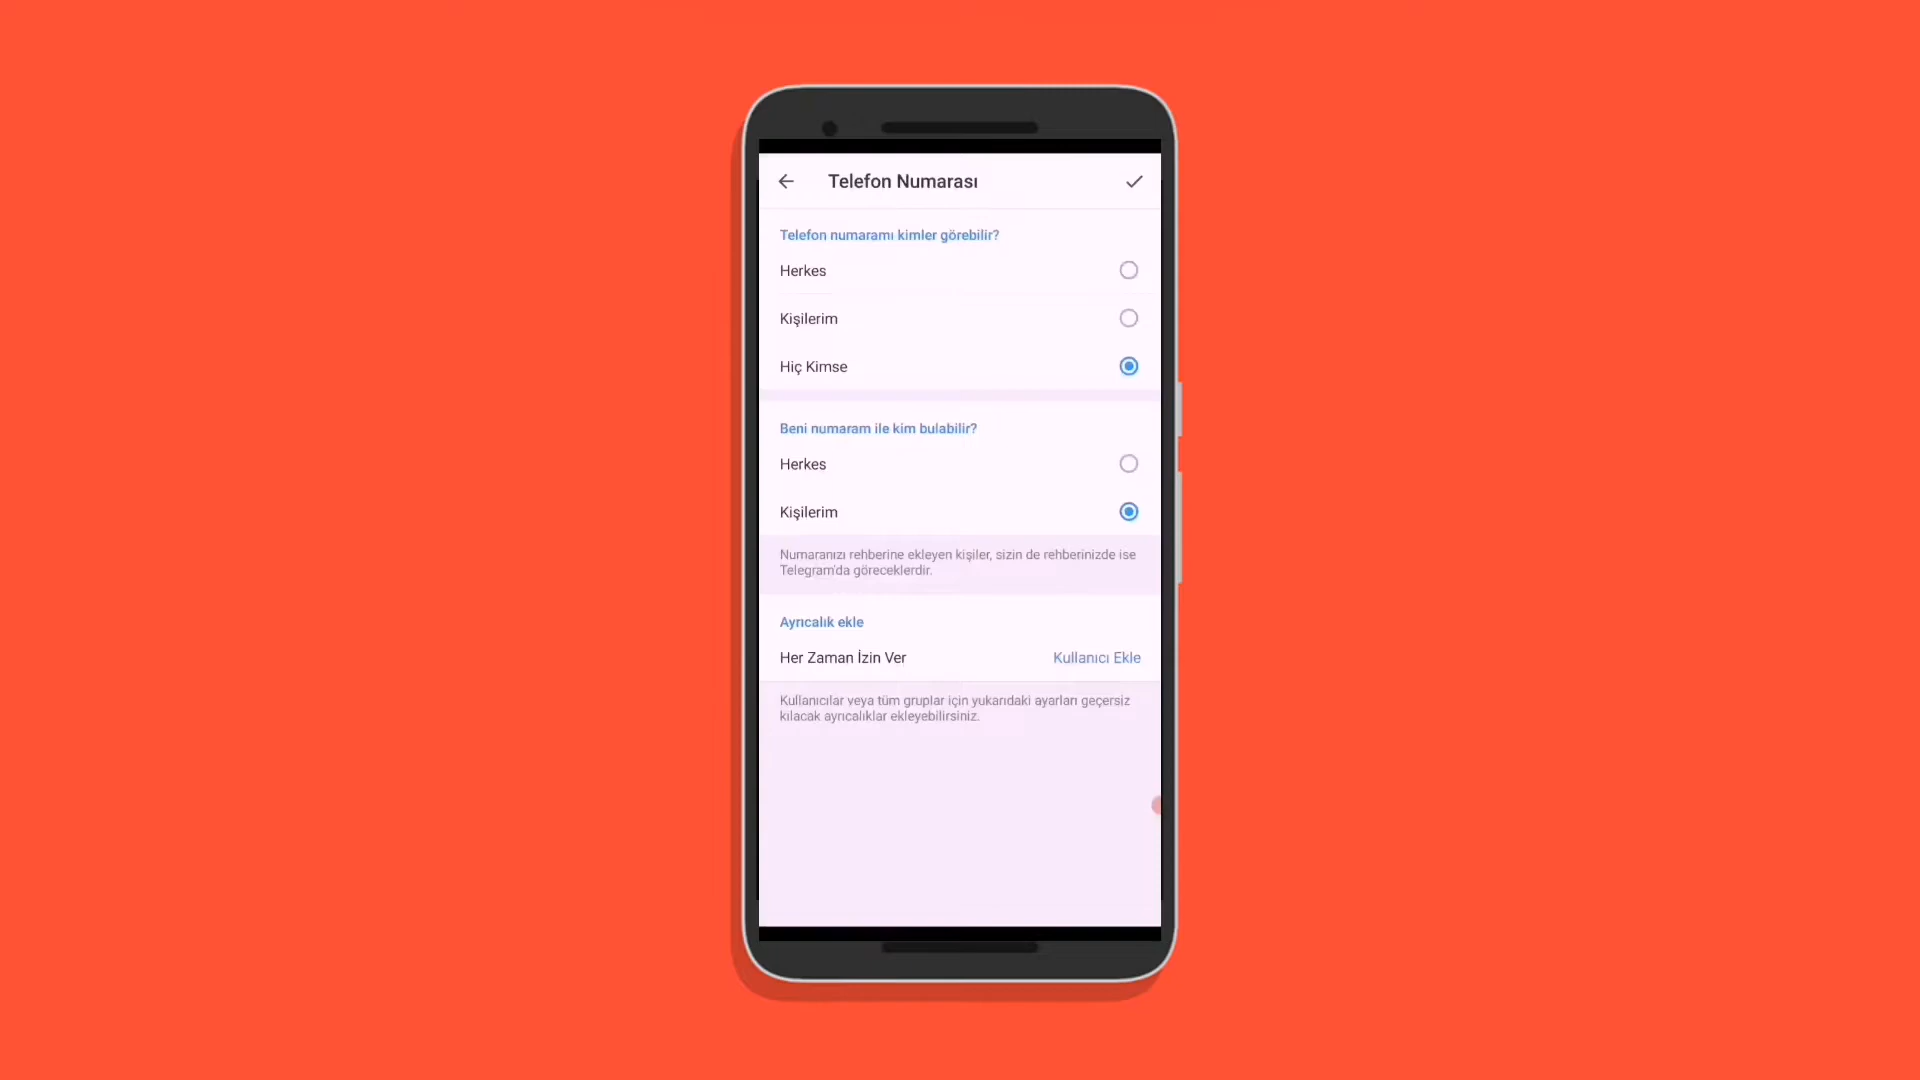 Telefon Numarası
Telefon numaramı kimler görebilir?
Herkes
Kişilerim
Hiç Kimse
Beni numaram ile kim bulabilir?
Herkes
Kişilerim
Numaranızı rehberine ekleyen kişiler, sizin de rehberinizde ise
Telegram'da göreceklerdir.
Ayrıcalık ekle
Her Zaman İzin Ver Kullanıcı Ekle
Kullanıcılar veya tüm gruplar için yukarıdaki ayarları geçersiz
kılacak ayrıcalıklar ekleyebilirsiniz.